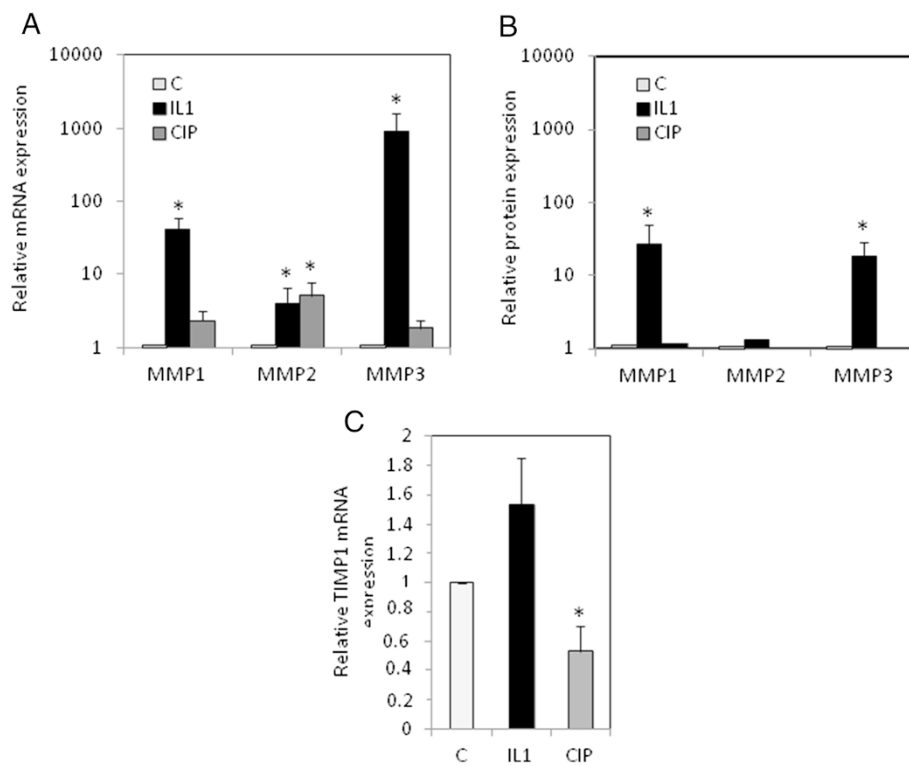 A
Relative mRNA expression
10000
1000
100
10
1
C
IL1
CIP
*
* *
*
MMP1 MMP2 MMP3
B
Relative protein expression
10000
1000
100
10
1
C
IL1
CIP
*
*
MMP1 MMP2 MMP3
C
Relative TIMP1 mRNA
expression
2
1.8
1.6
1.4
1.2
1
0.8
0.6
0.4
0.2
0
*
C IL1 CIP